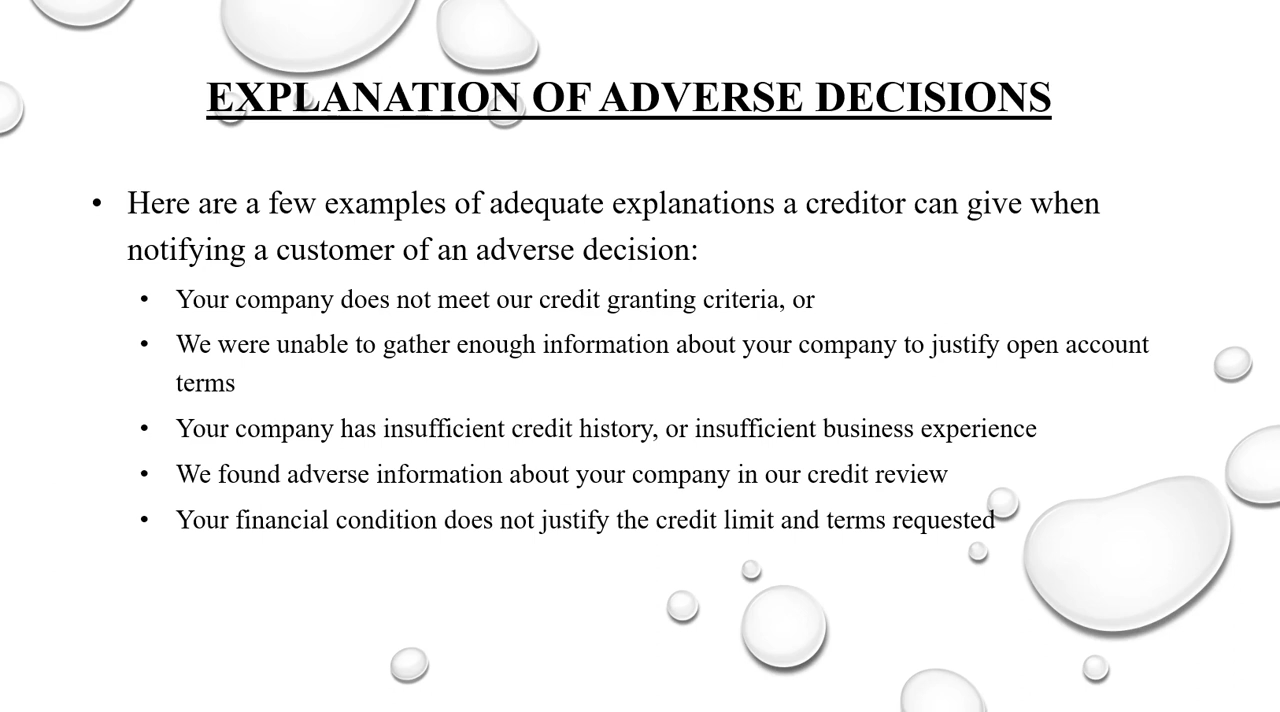 EXPLANATION OF ADVERSE DECISIONS
• Here are a few examples of adequate explanations a creditor can give when
notifying a customer of an adverse decision:
• Your company does not meet our credit granting criteria, or
• We were unable to gather enough information about your company to justify open account
terms
• Your company has insufficient credit history, or insufficient business experience
• We found adverse information about your company in our credit review
• Your financial condition does not justify the credit limit and terms requested